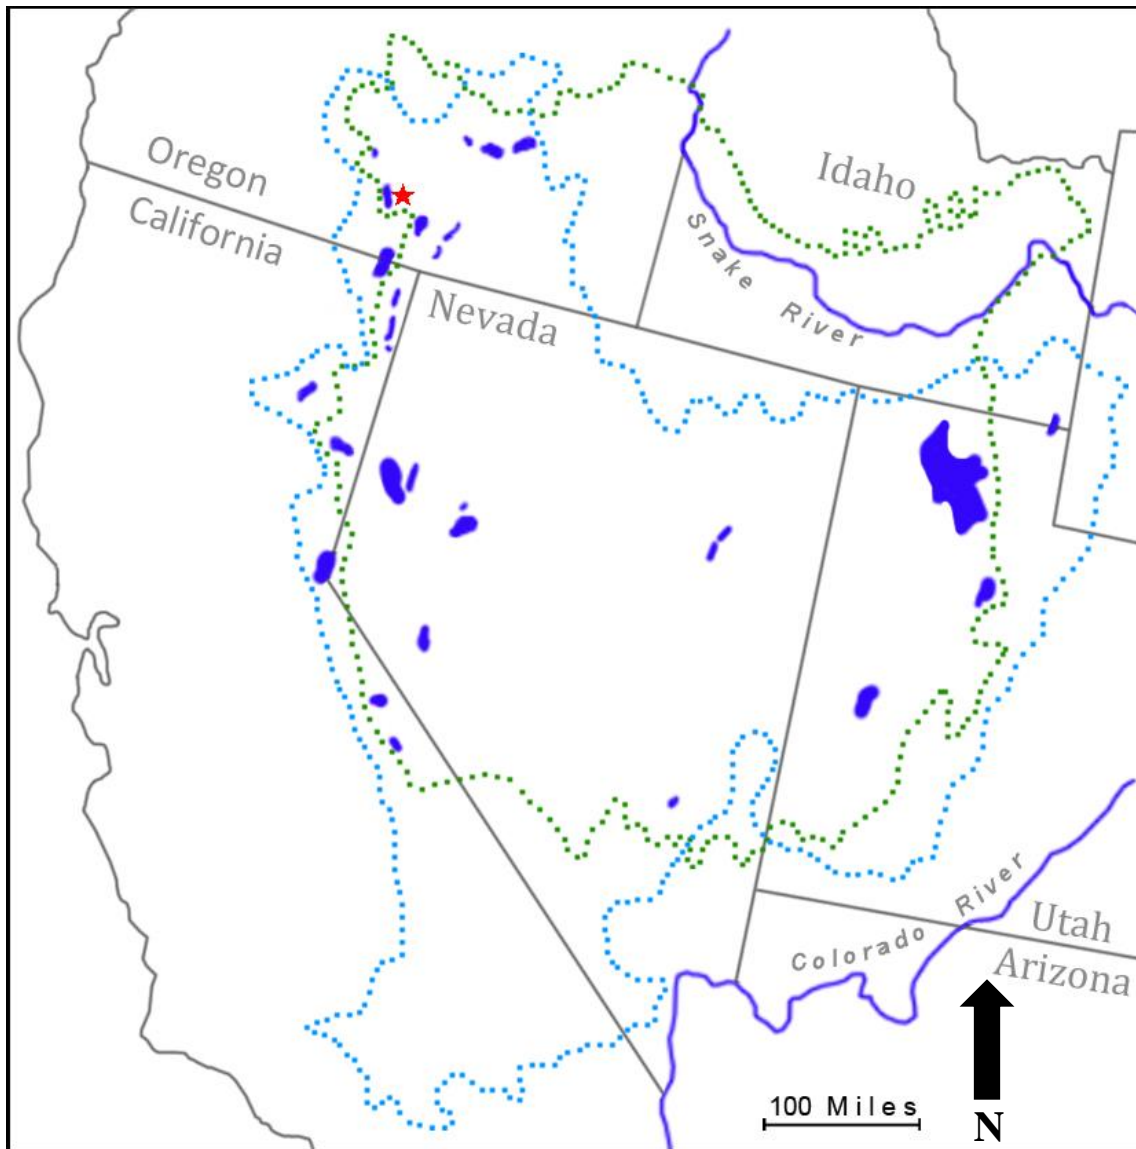 Oregon
California
Idaho
Snake River
Nevada
Colorado River
Utah
Arizona
100 Miles
N